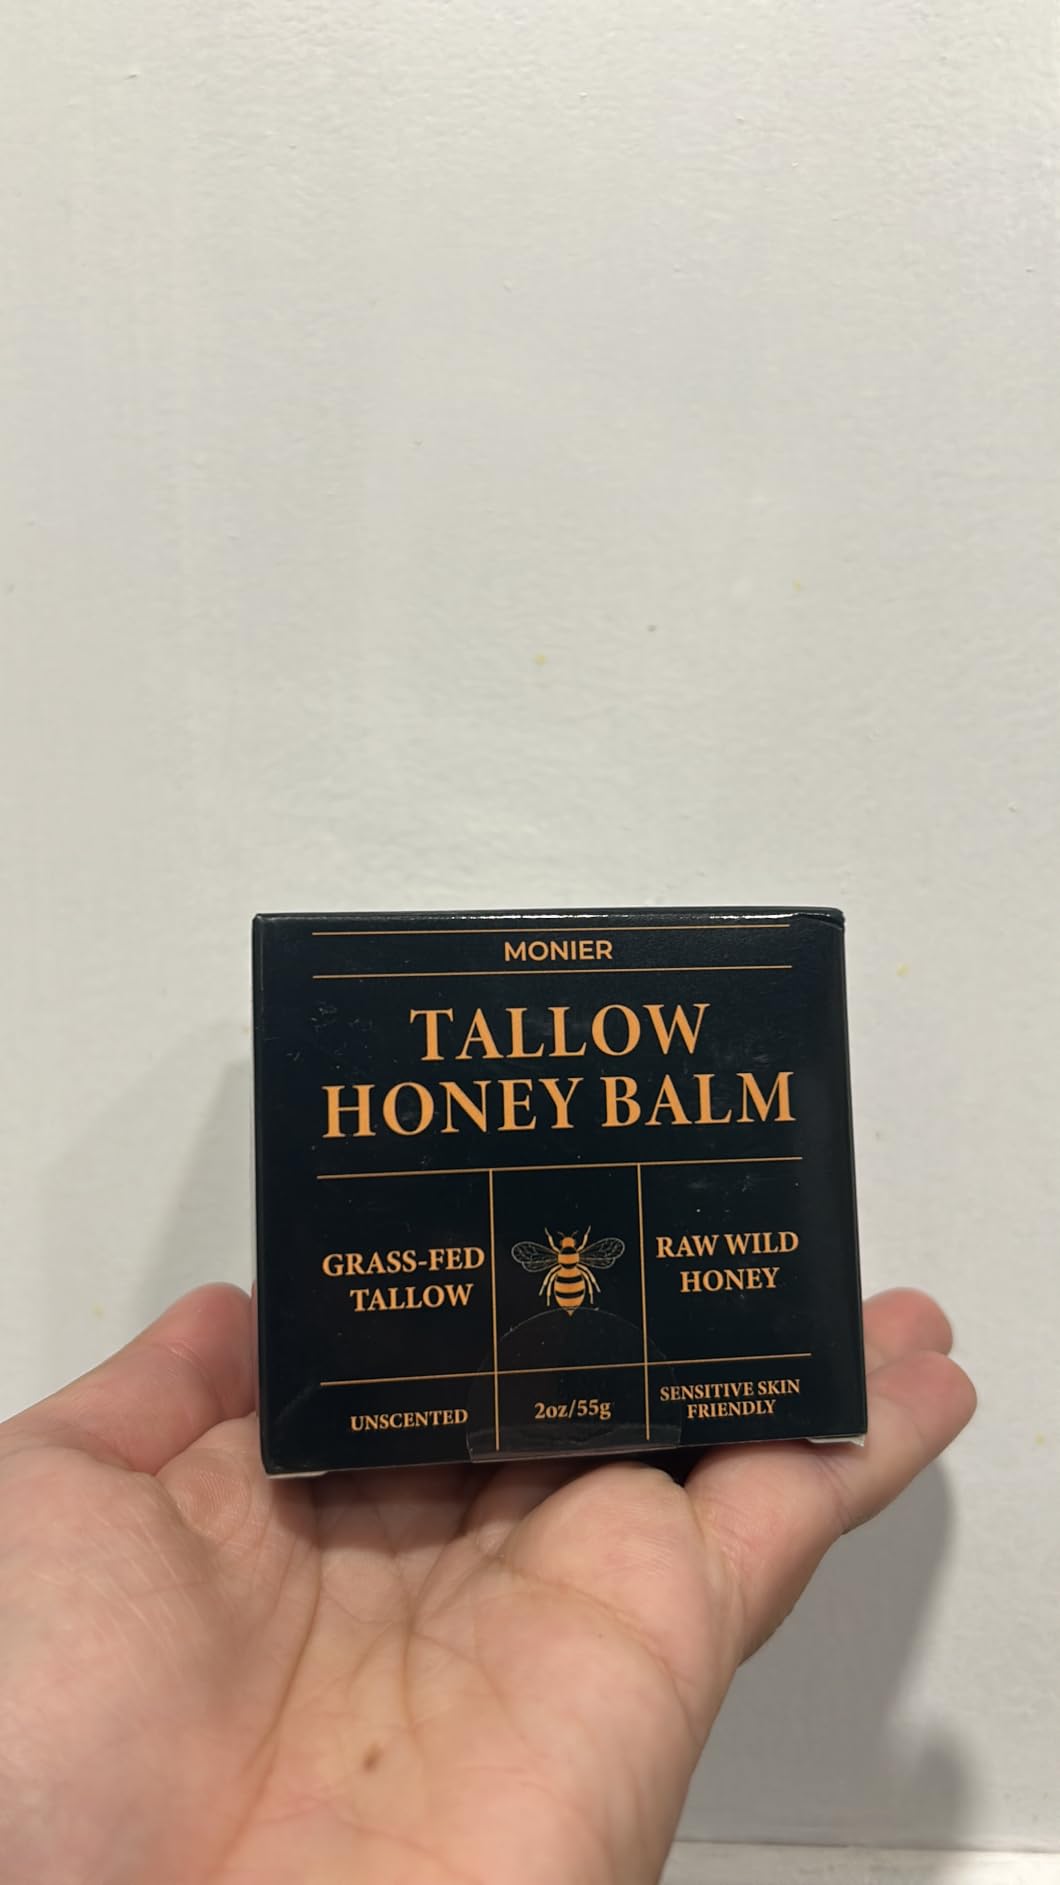 MONIER
TALLOW
HONEY BALM
GRASS-FED
TALLOW
RAW WILD
HONEY
UNSCENTED
2oz/55g
SENSITIVE SKIN
FRIENDLY